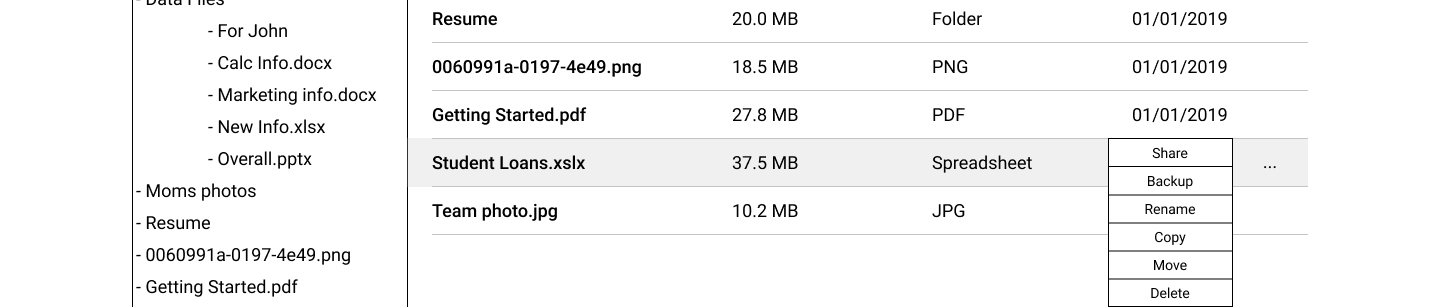 - Data Files
- For John
- Calc Info.docx
- Marketing info.docx
- New Info.xlsx
- Overall.pptx
- Moms photos
- Resume
- 0060991a-0197-4e49.png
- Getting Started.pdf
Resume 20.0 MB Folder 01/01/2019
0060991a-0197-4e49.png 18.5 MB PNG 01/01/2019
Getting Started.pdf 27.8 MB PDF 01/01/2019
Student Loans.xslx 37.5 MB Spreadsheet ...
Team photo.jpg 10.2 MB JPG
Share
Backup
Rename
Copy
Move
Delete